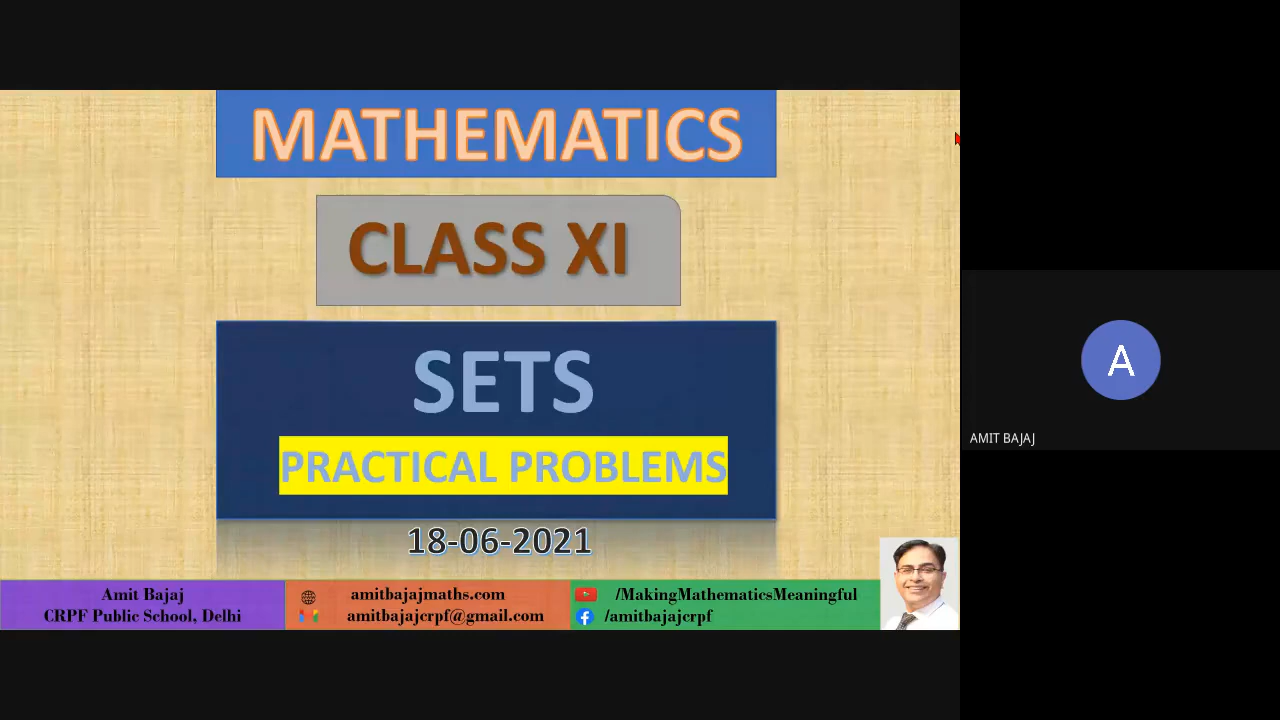 MATHEMATICS
CLASS XI
SETS
PRACTICAL PROBLEMS
18-06-2021
Amit Bajaj
CRPF Public School, Delhi
amitbajajmaths.com
amitbajajcrpf@gmail.com
/MakingMathematicsMeaningful
/amitbajajcrpf
A
AMIT BAJAJ